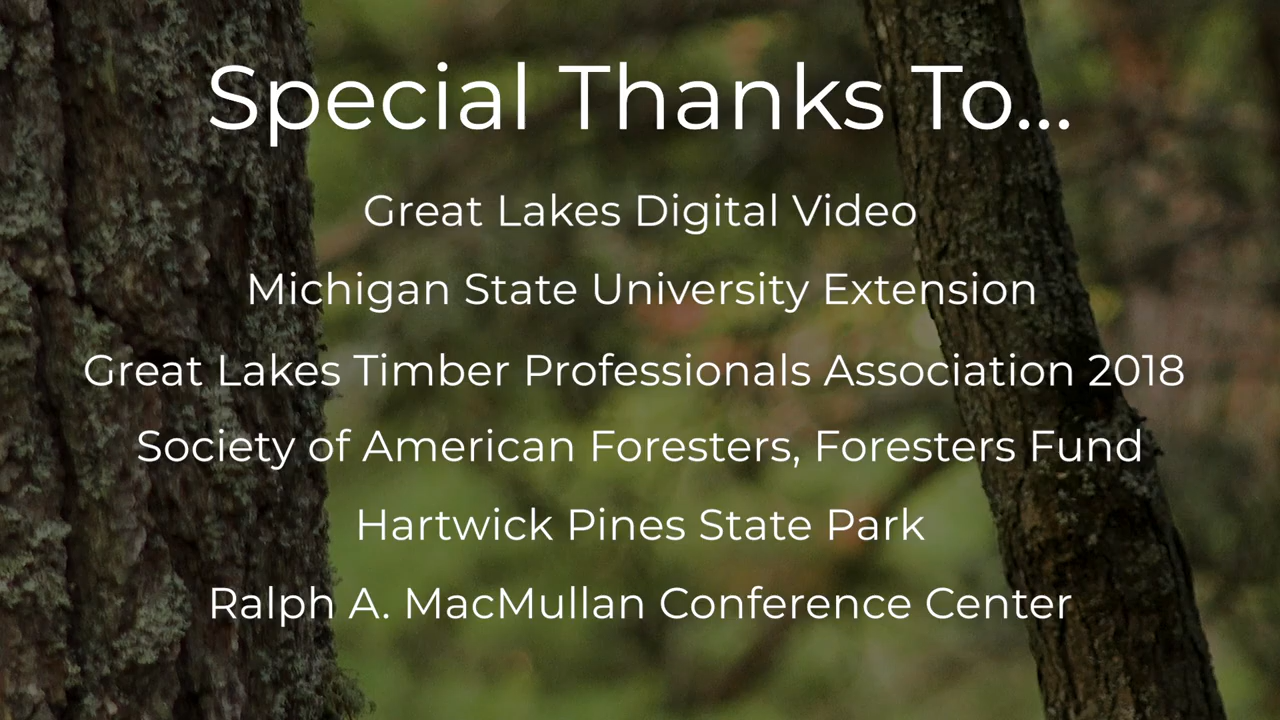 Special Thanks To...
Great Lakes Digital Video
Michigan State University Extension
Great Lakes Timber Professionals Association 2018
Society of American Foresters, Foresters Fund
Hartwick Pines State Park
Ralph A. MacMullan Conference Center